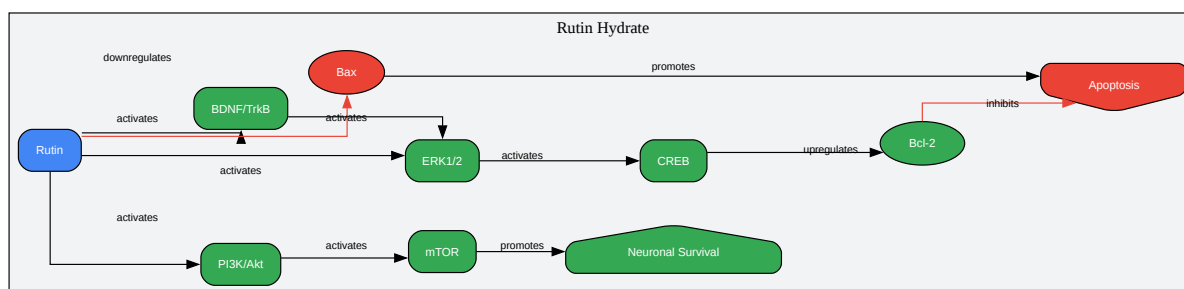 Rutin Hydrate
downregulates
Bax
promotes
Apoptosis
BDNF/TrkB
activates
activates
inhibits
Rutin
ERK1/2
activates
CREB
upregulates
Bcl-2
activates
activates
PI3K/Akt
activates
mTOR
promotes
Neuronal Survival